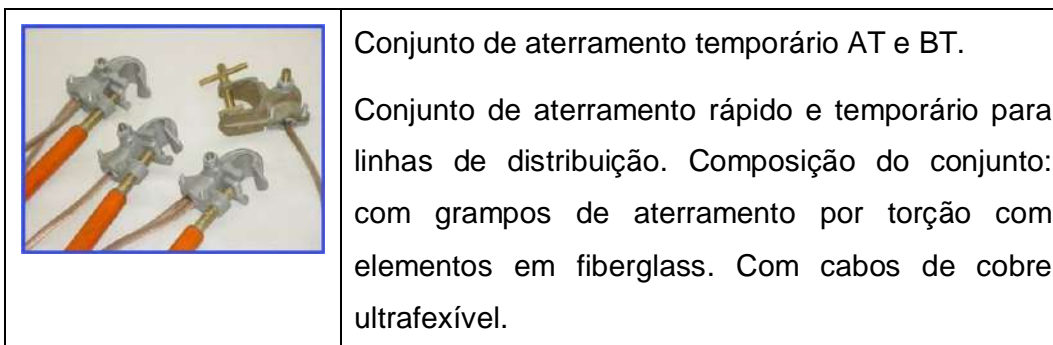 Conjunto de aterramento temporário AT e BT.
Conjunto de aterramento rápido e temporário para
linhas de distribuição. Composição do conjunto:
com grampos de aterramento por torção com
elementos em fiberglass. Com cabos de cobre
ultrafexível.